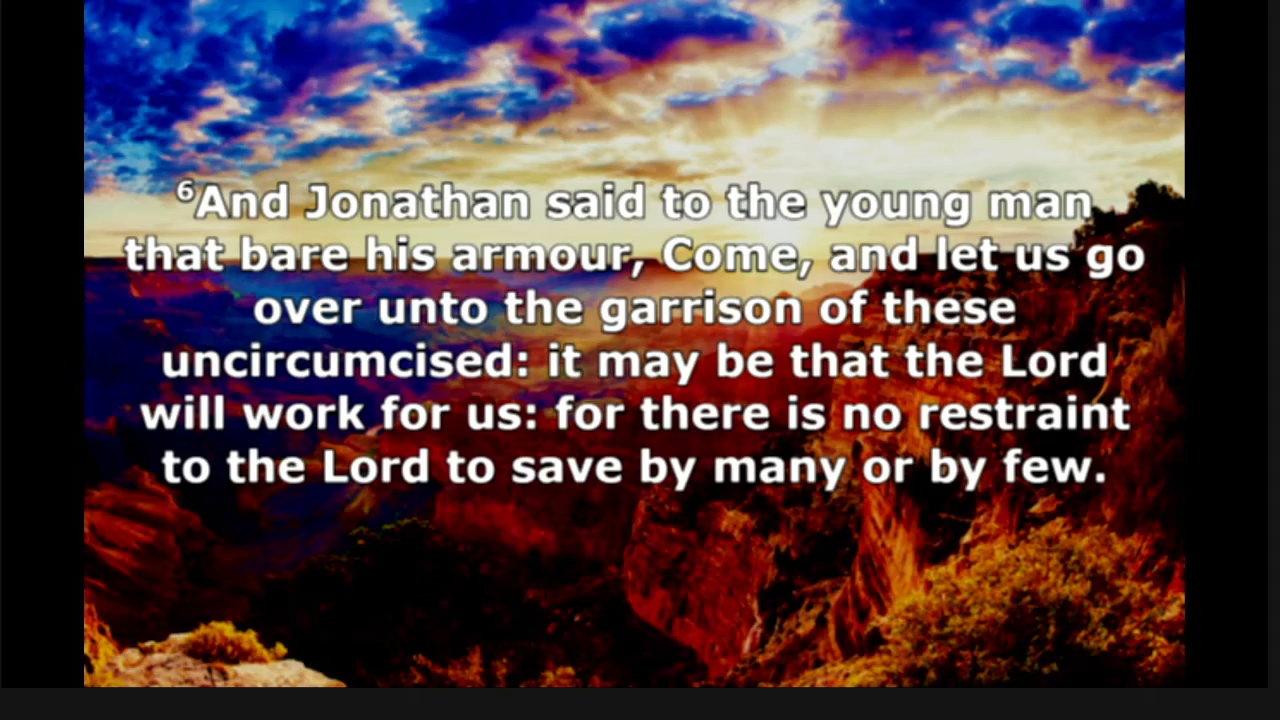 ⁶And Jonathan said to the young man
that bare his armour, Come, and let us go
over unto the garrison of these
uncircumcised: it may be that the Lord
will work for us: for there is no restraint
to the Lord to save by many or by few.